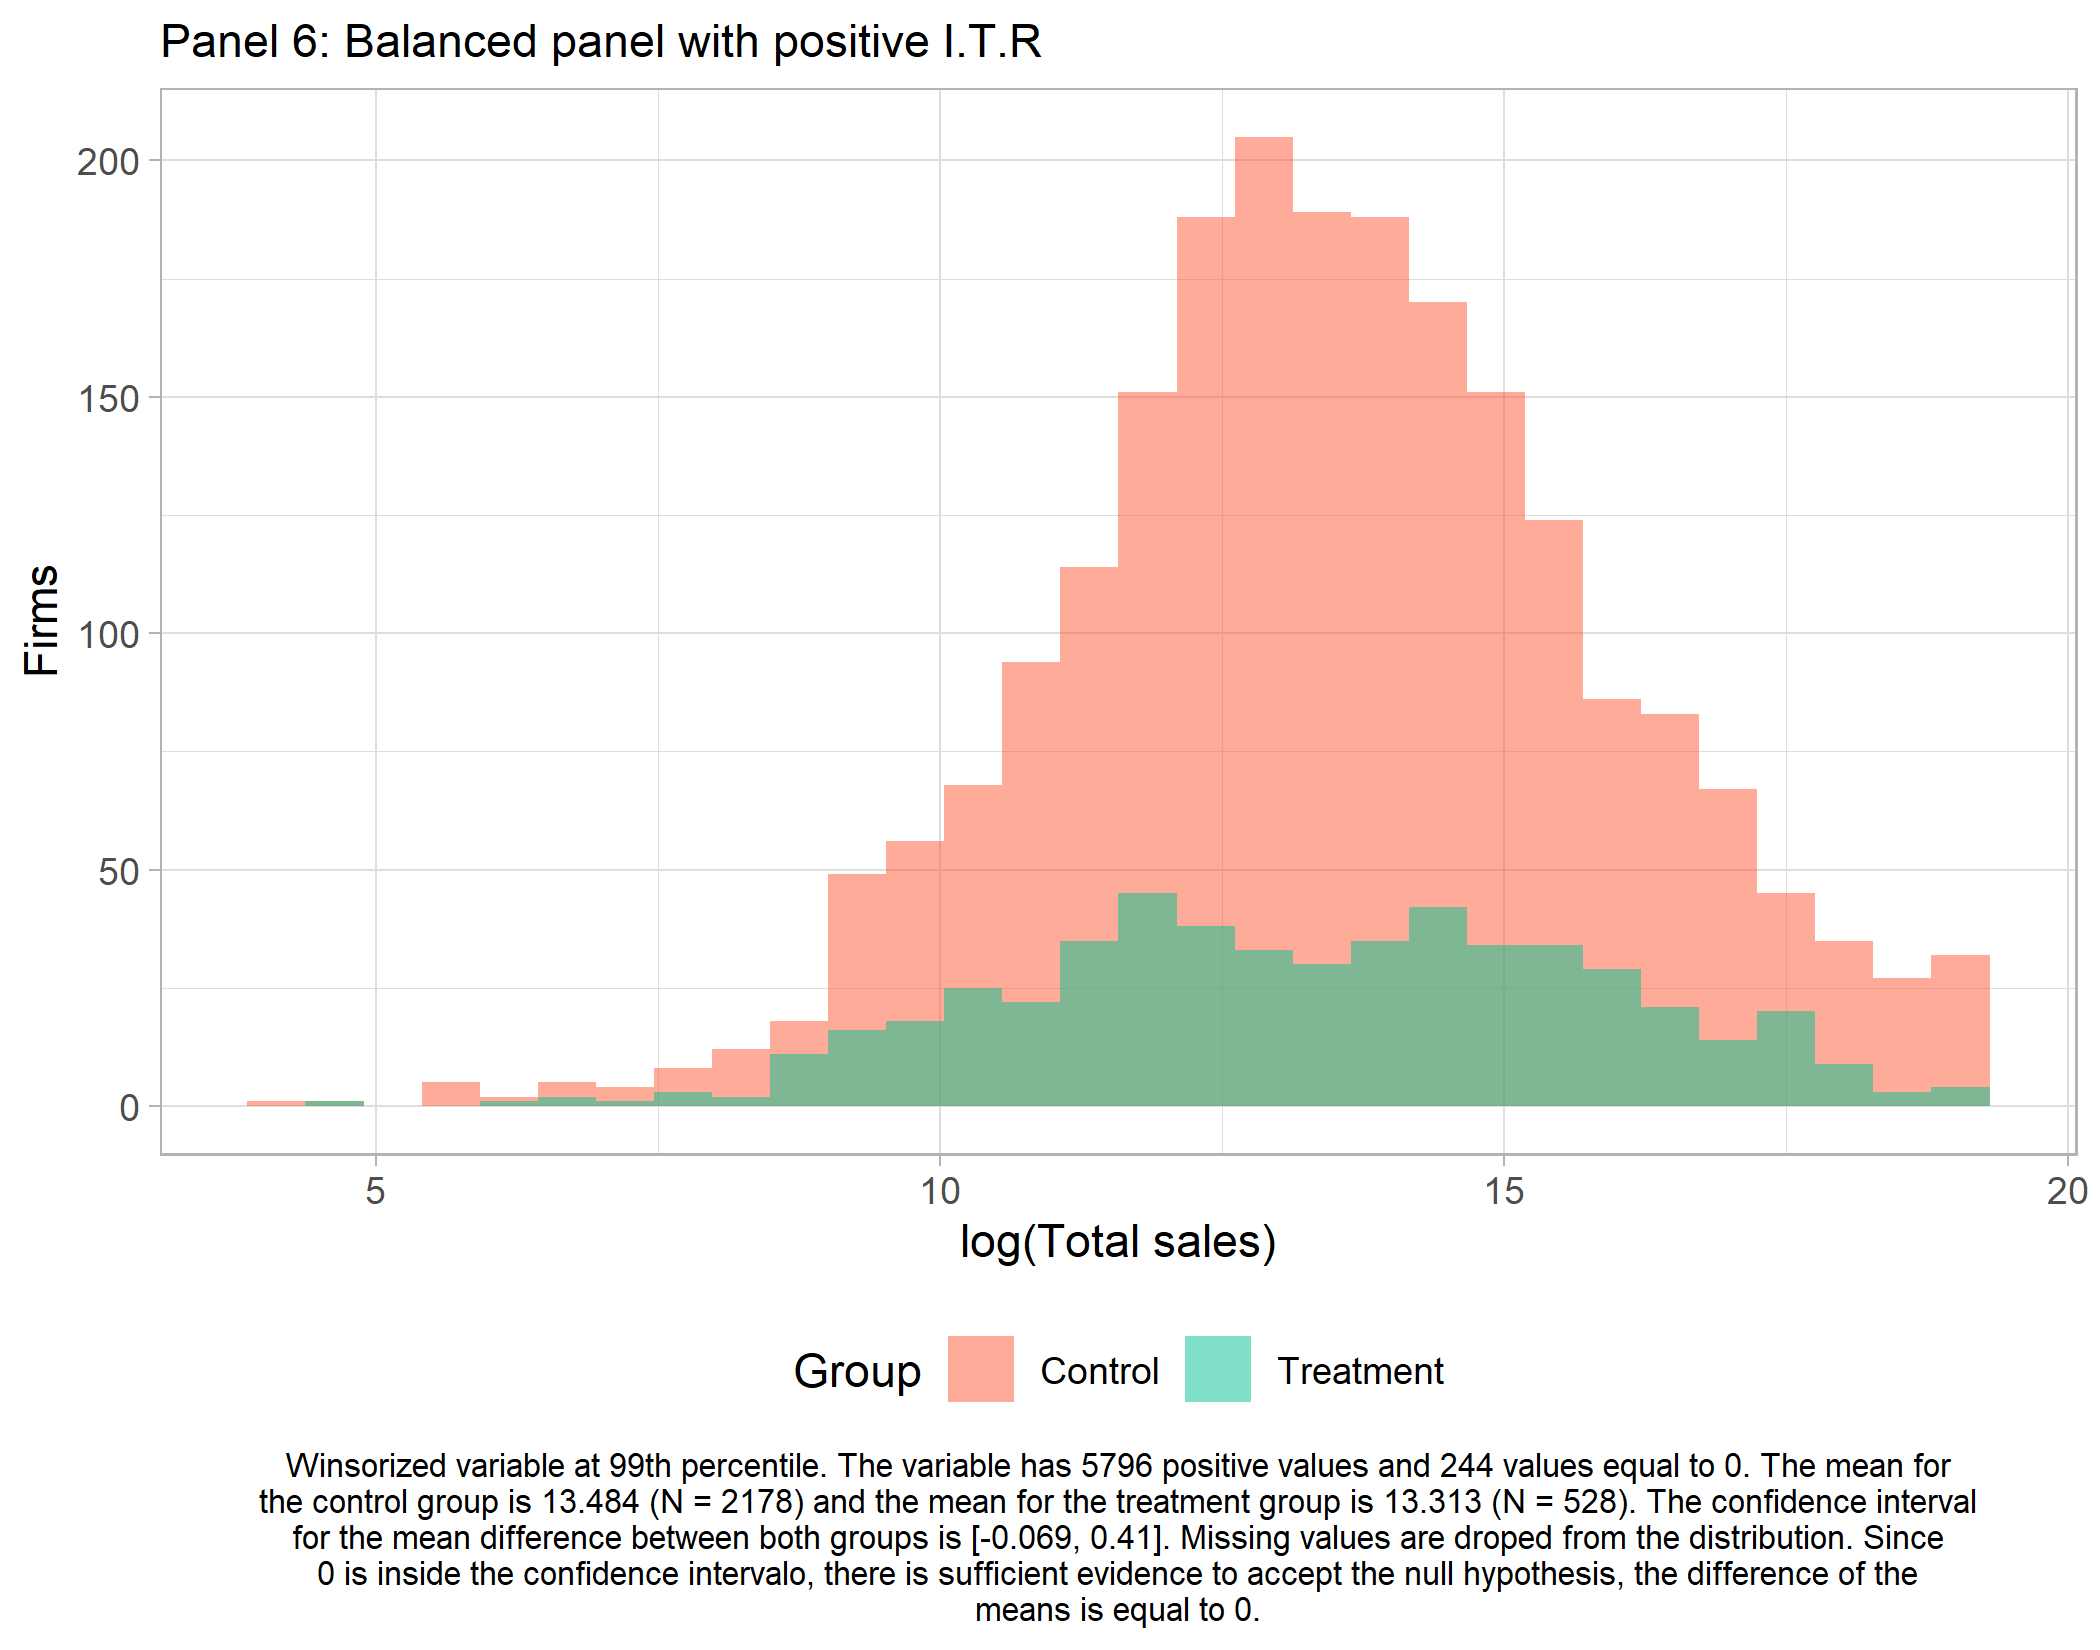 Panel 6: Balanced panel with positive I.T.R
200
150
100
50
0
Firms
5
10
15
20
log(Total sales)
Group
Control
Treatment
Winsorized variable at 99th percentile. The variable has 5796 positive values and 244 values equal to 0. The mean for
the control group is 13.484 (N = 2178) and the mean for the treatment group is 13.313 (N = 528). The confidence interval
for the mean difference between both groups is [-0.069, 0.41]. Missing values are droped from the distribution. Since
0 is inside the confidence intervalo, there is sufficient evidence to accept the null hypothesis, the difference of the
means is equal to 0.